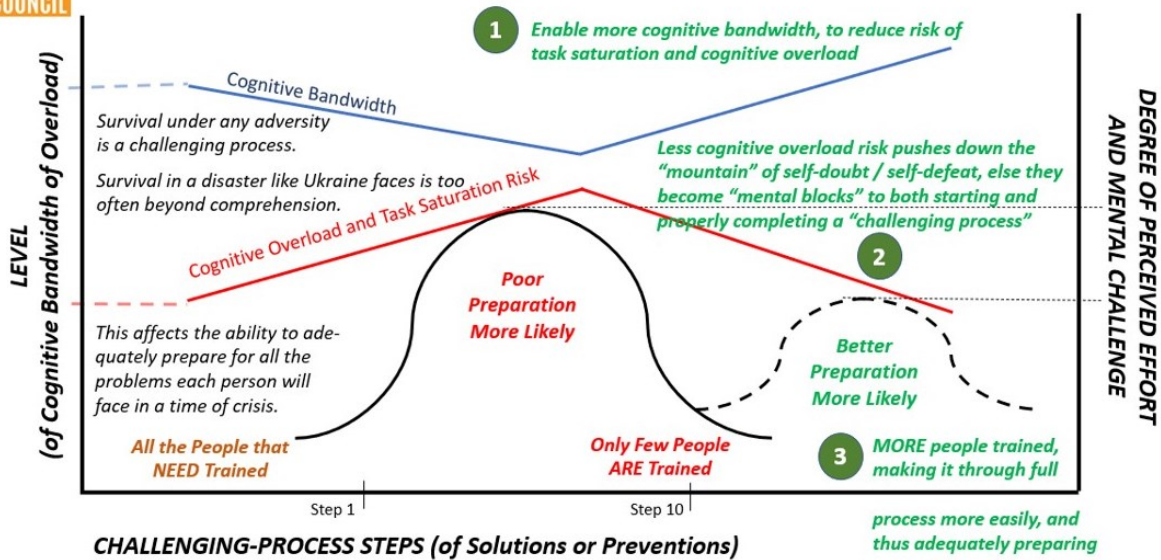 COUNCIL
LEVEL
(of Cognitive Bandwidth of Overload)
1
Enable more cognitive bandwidth, to reduce risk of
task saturation and cognitive overload
Cognitive Bandwidth
Survival under any adversity
is a challenging process.
Survival in a disaster like Ukraine faces is too
often beyond comprehension.
Cognitive Overload and Task Saturation Risk
Less cognitive overload risk pushes down the
“mountain” of self-doubt / self-defeat, else they
become “mental blocks” to both starting and
properly completing a “challenging process”
2
Poor
Preparation
More Likely
This affects the ability to ade-
quately prepare for all the
problems each person will
face in a time of crisis.
Better
Preparation
More Likely
All the People that
NEED Trained
Only Few People
ARE Trained
3
MORE people trained,
making it through full
process more easily, and
thus adequately preparing
Step 1
Step 10
CHALLENGING-PROCESS STEPS (of Solutions or Preventions)
DEGREE OF PERCEIVED EFFORT
AND MENTAL CHALLENGE